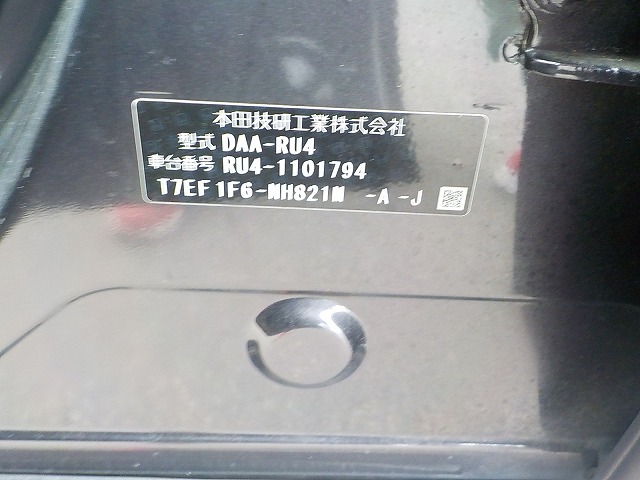 本田技研工業株式会社
型式 DAA-RU4
車台番号 RU4-1101794
T7EF 1F6-NH821M -A -J